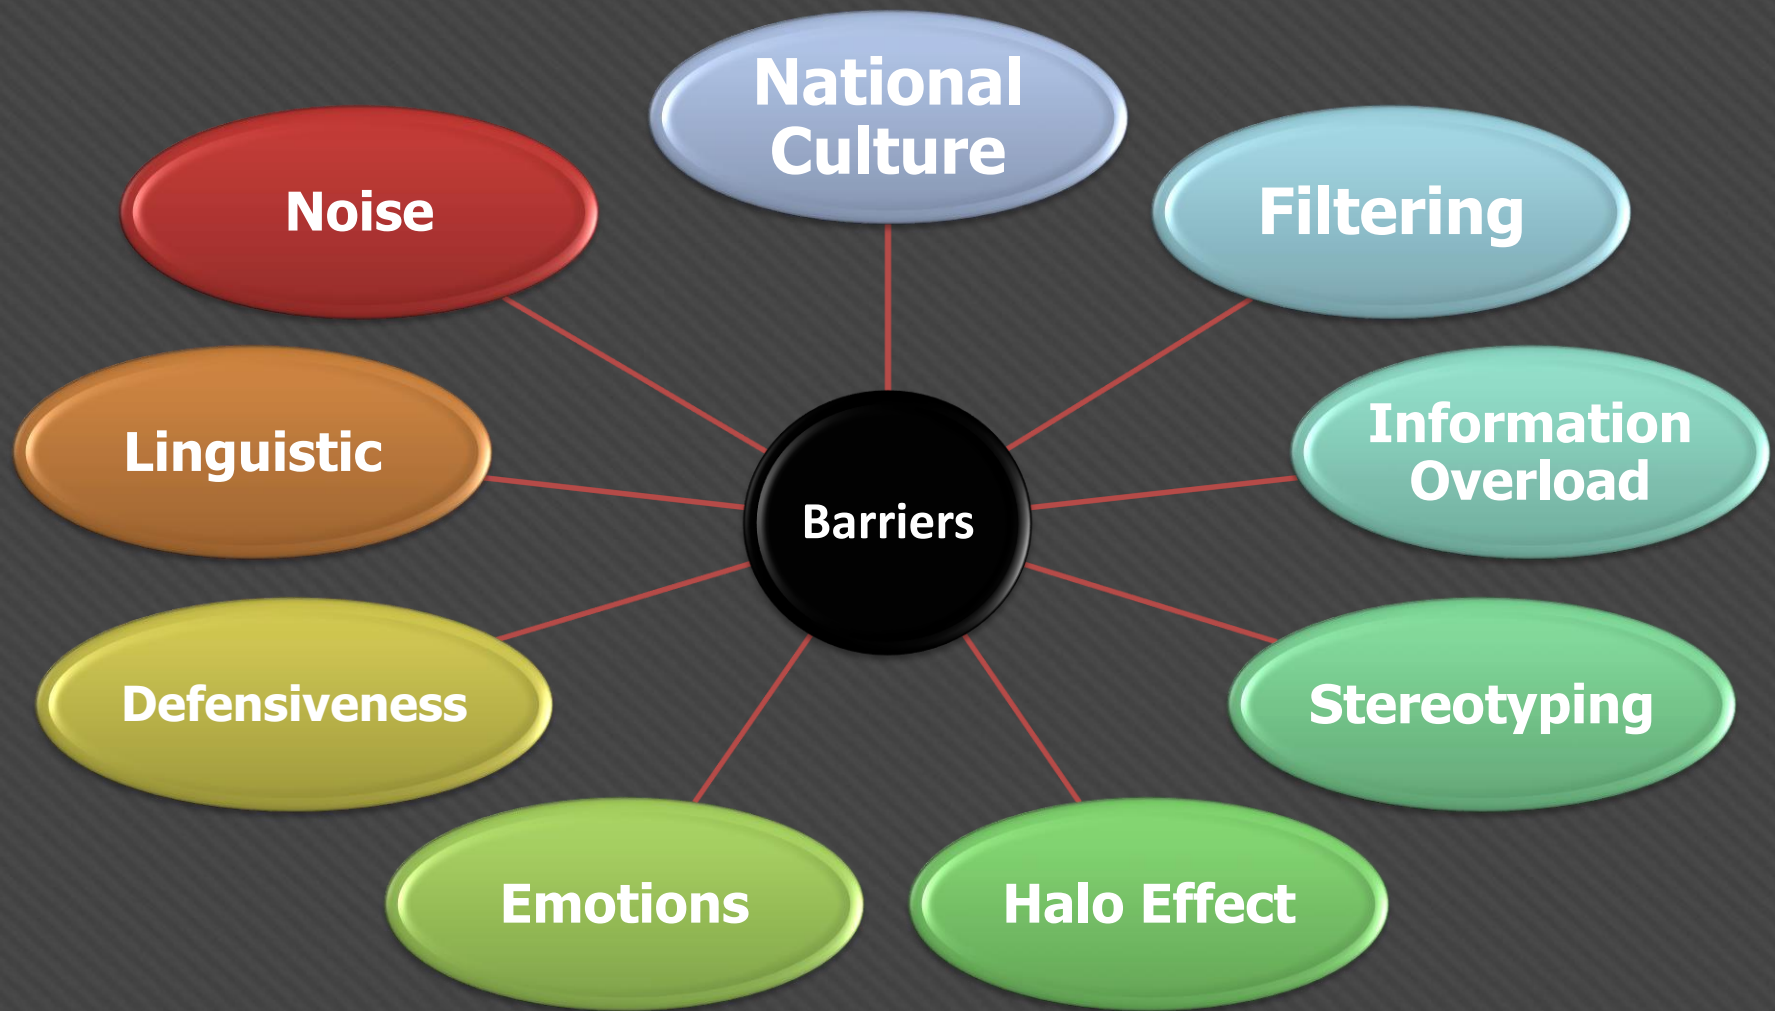 National
Culture
Filtering
Information
Overload
Stereotyping
Halo Effect
Emotions
Defensiveness
Linguistic
Noise
Barriers